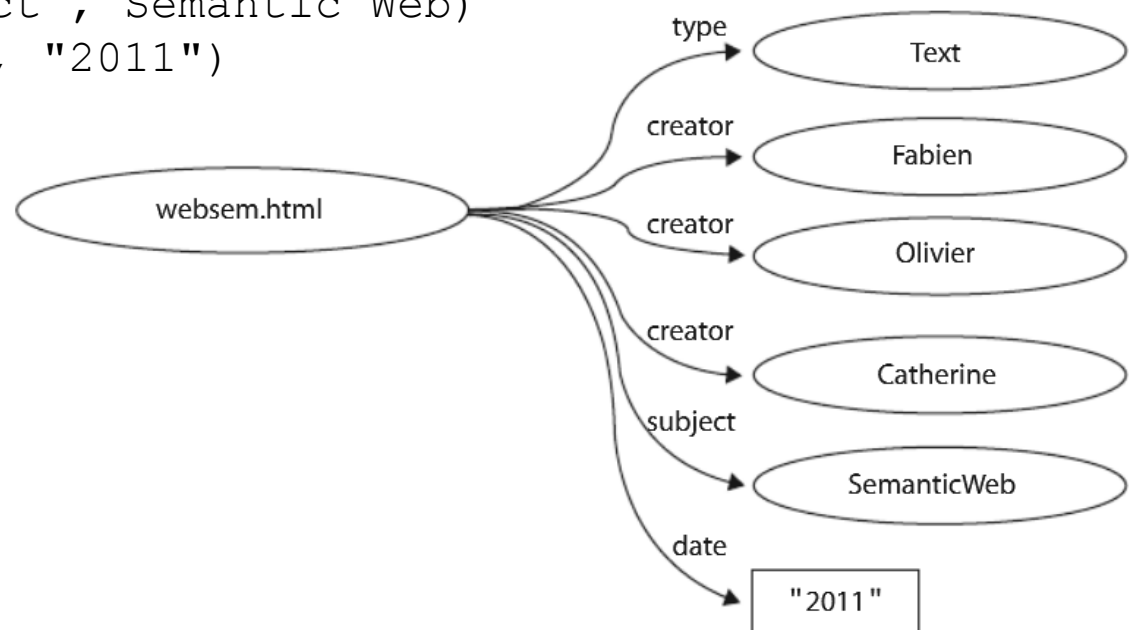 ct , Semantic Web)
, "2011")
type
Text
creator
Fabien
websem.html
creator
Olivier
creator
Catherine
subject
SemanticWeb
date
"2011"